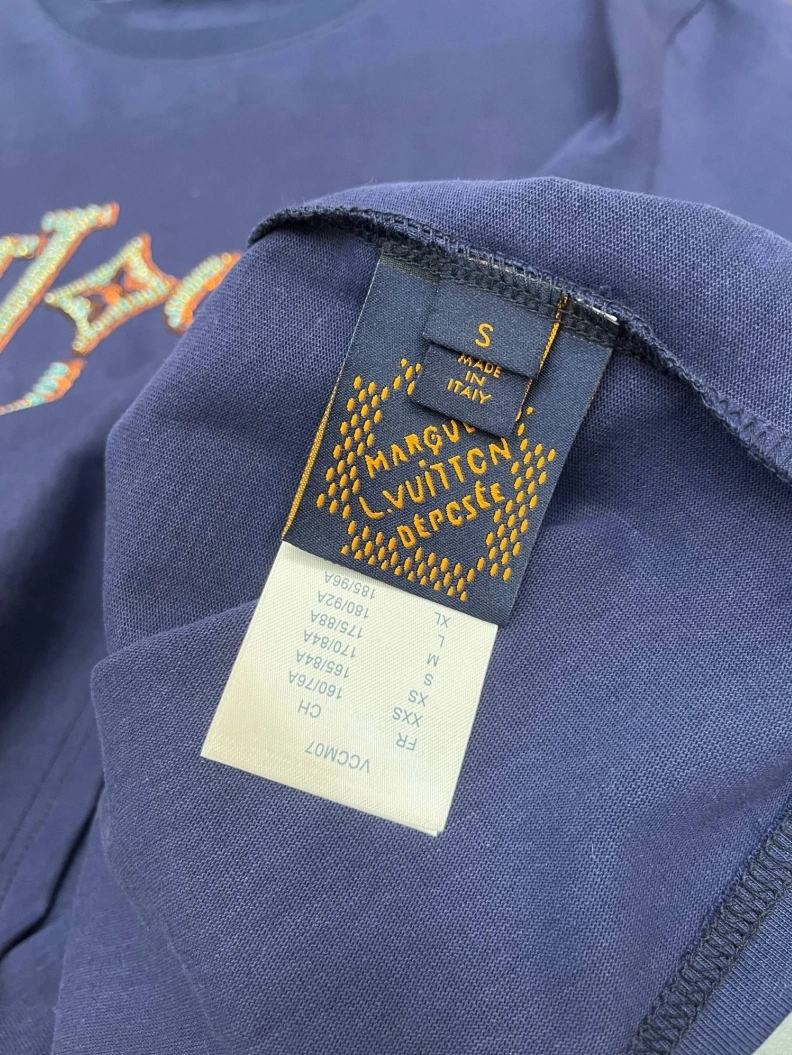 S
MADE
IN
ITALY
MARQUE
L.VUITTON
DÉPOSÉE
VCCM07
FR CH
XXS 160/76A
XS 165/84A
S 170/84A
M 175/88A
L 180/92A
XL 185/96A